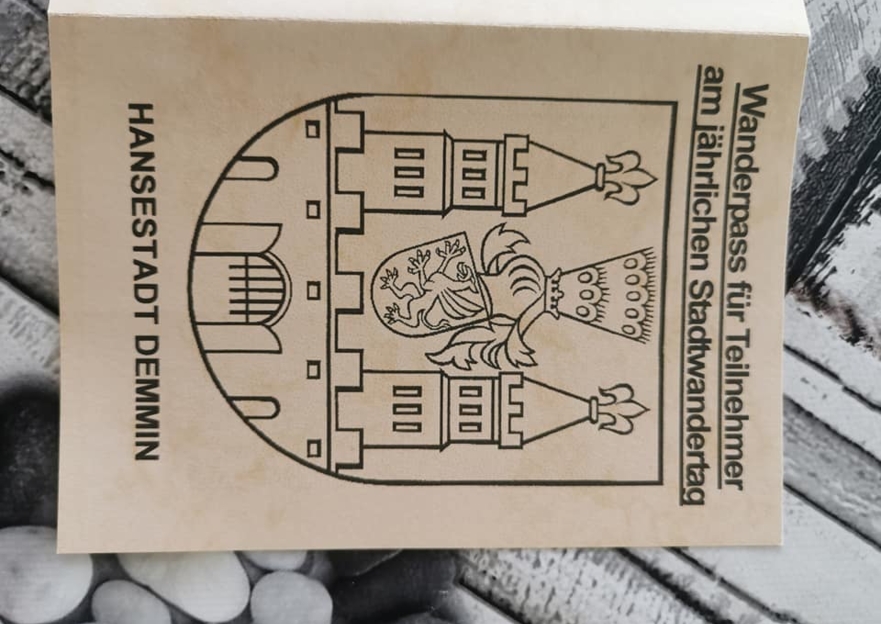 Wanderpass für Teilnehmer
am jährlichen Stadtwandertag
HANSESTADT DEMMIN